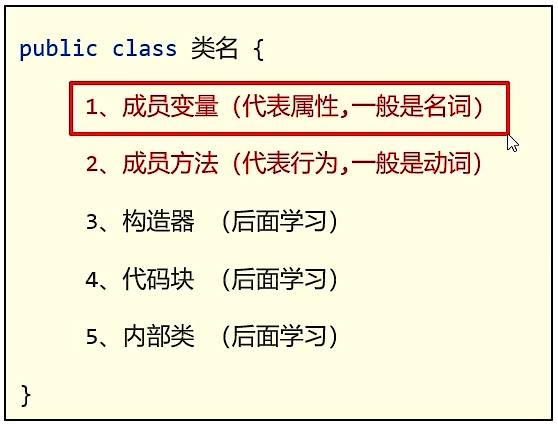 public class 类名 {
1、成员变量（代表属性,一般是名词）
2、成员方法（代表行为,一般是动词）
3、构造器 （后面学习）
4、代码块 （后面学习）
5、内部类 （后面学习）
}